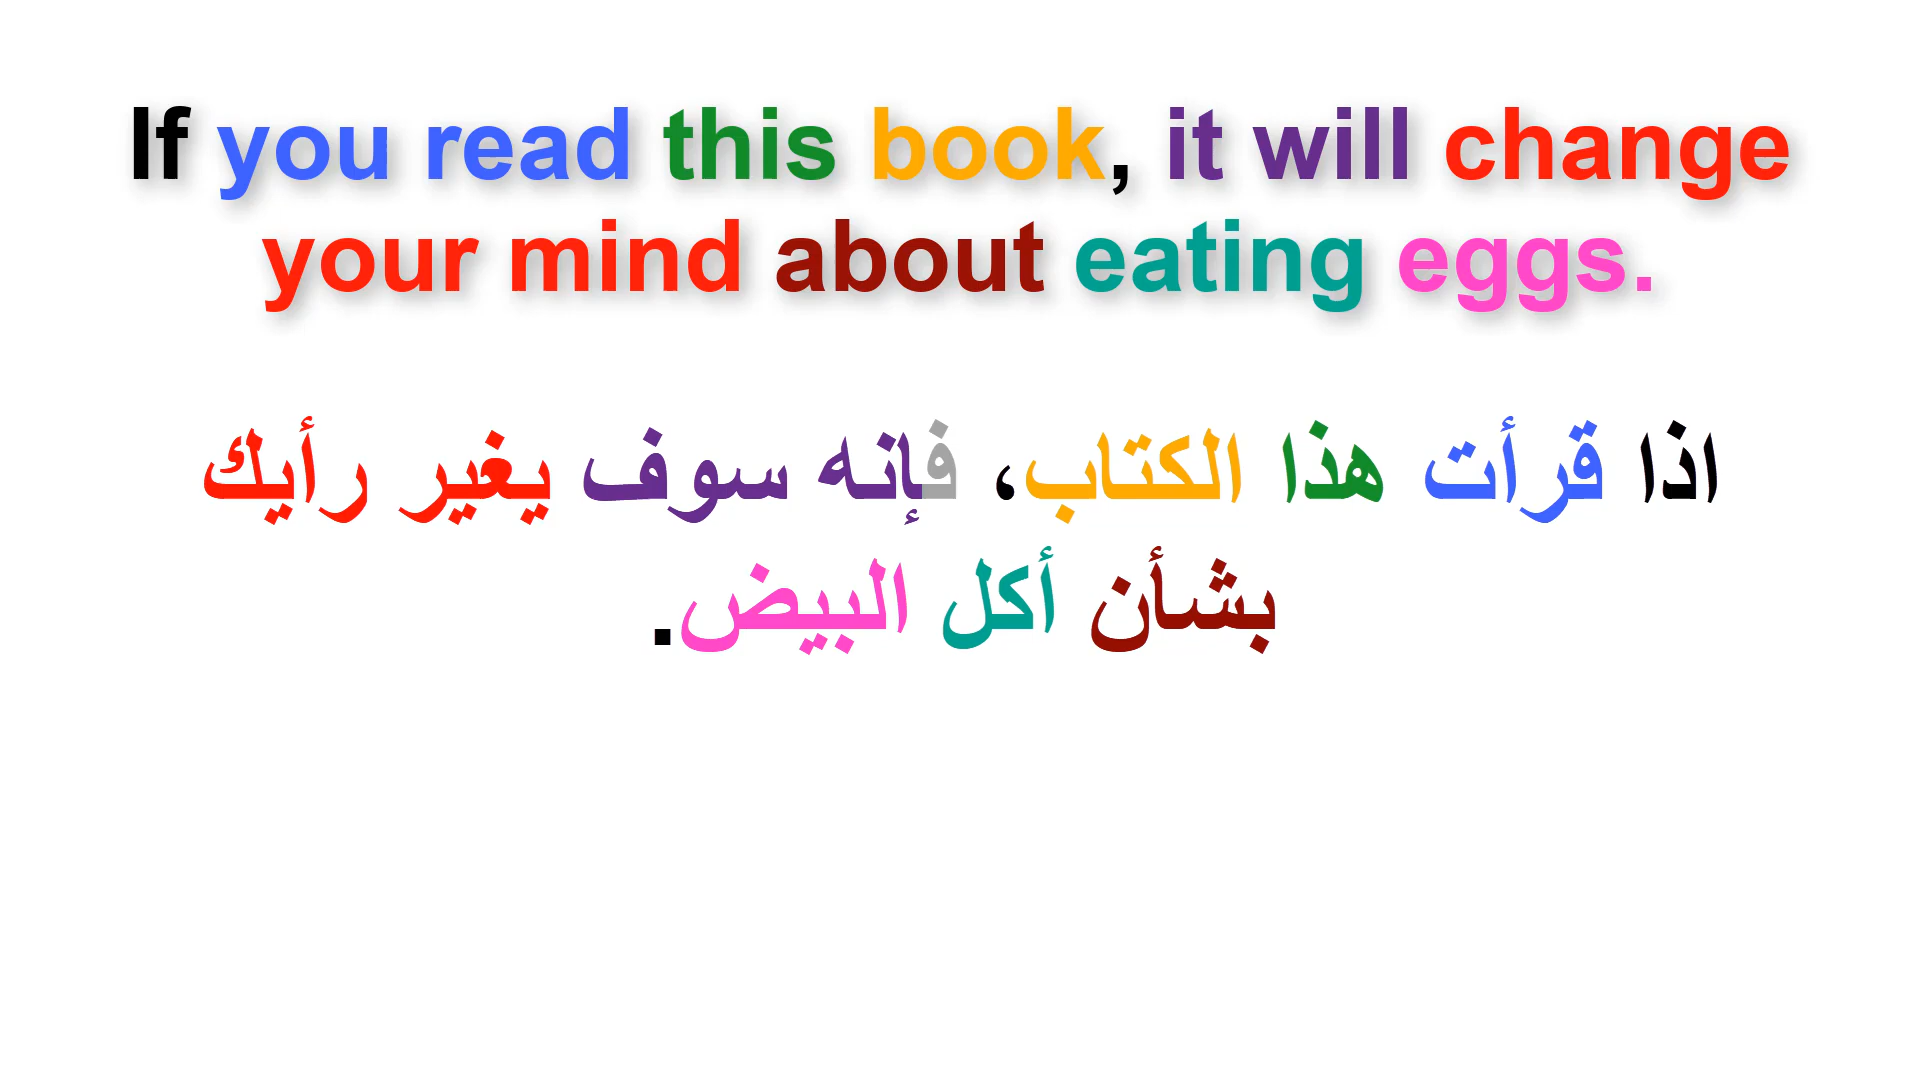 If you read this book, it will change
your mind about eating eggs.
اذا قرأت هذا الكتاب، فإنه سوف يغير رأيك
بشأن أكل البيض.